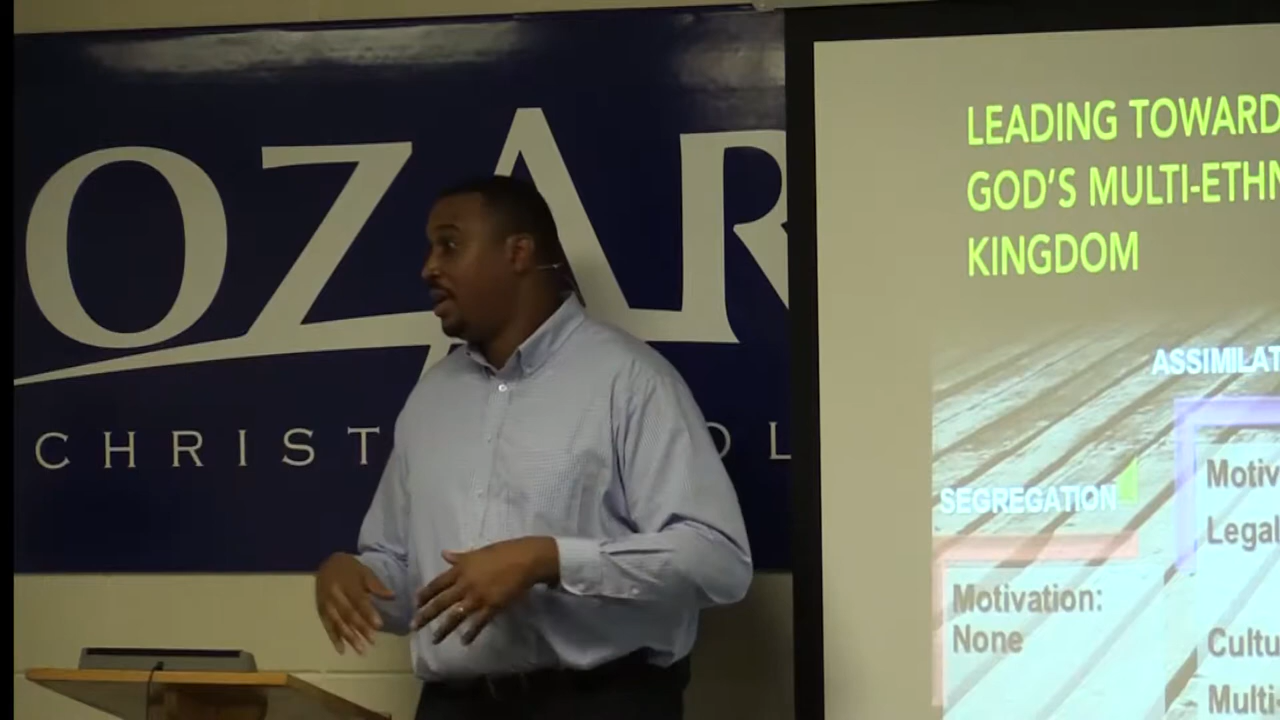 OZAR
CHRIST OL
LEADING TOWARD
GOD'S MULTI-ETHN
KINGDOM
ASSIMILAT
SEGREGATION
Motiv
Legal
Motivation:
None
Cultu
Multi-